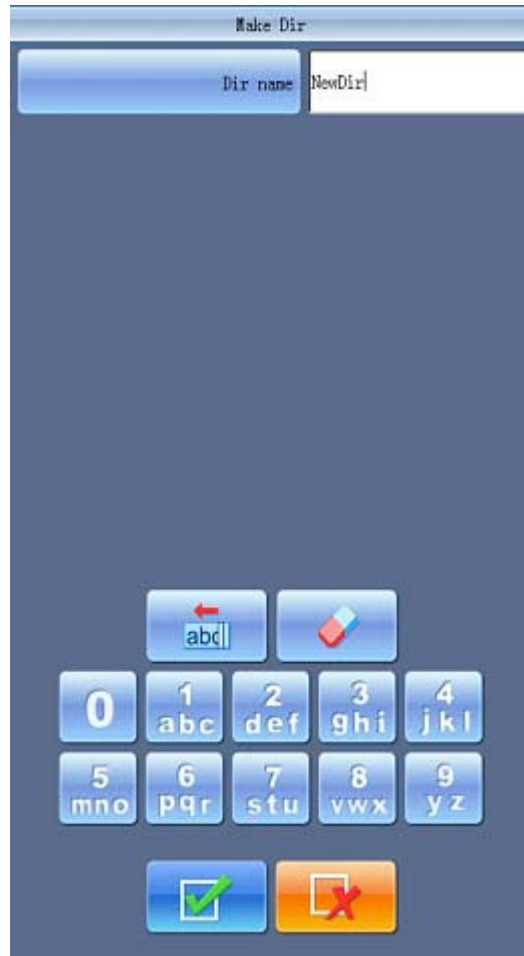 Make Dir
Dir name NewDir
abc
0 1 2 3 4
abc def ghi jkl
5 6 7 8 9
mno pqr stu vwx yz